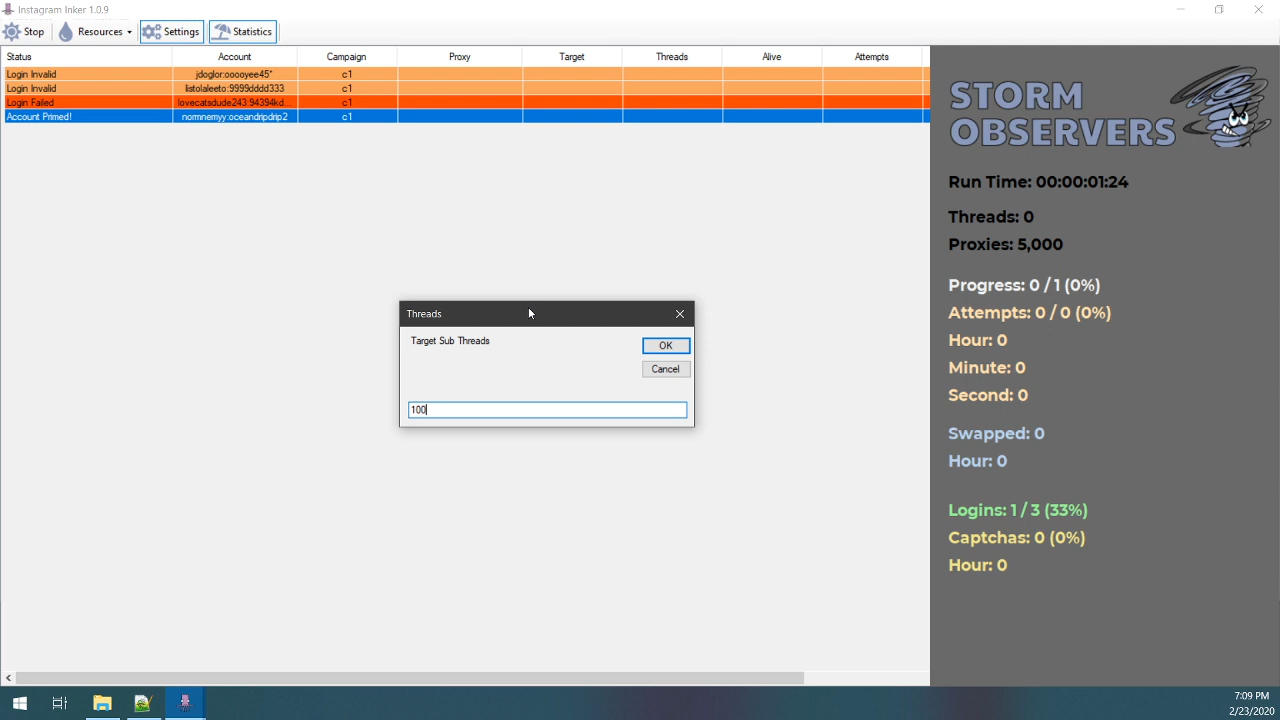 Instagram Inker 1.0.9
Stop Resources Settings Statistics
Status Account Campaign Proxy Target Threads Alive Attempts
Login Invalid jdoglor:ooooyee45" c1
Login Invalid listolaleeto:9999dddd333 c1
Login Failed lovecatsdude243:94394kd... c1
Account Primed! normnemyy:oceandripdrip2 c1
Threads
Target Sub Threads
OK
Cancel
100
STORM
OBSERVERS
Run Time: 00:00:01:24
Threads: 0
Proxies: 5,000
Progress: 0 / 1 (0%)
Attempts: 0 / 0 (0%)
Hour: 0
Minute: 0
Second: 0
Swapped: 0
Hour: 0
Logins: 1 / 3 (33%)
Captchas: 0 (0%)
Hour: 0
7:09 PM
2/23/2020